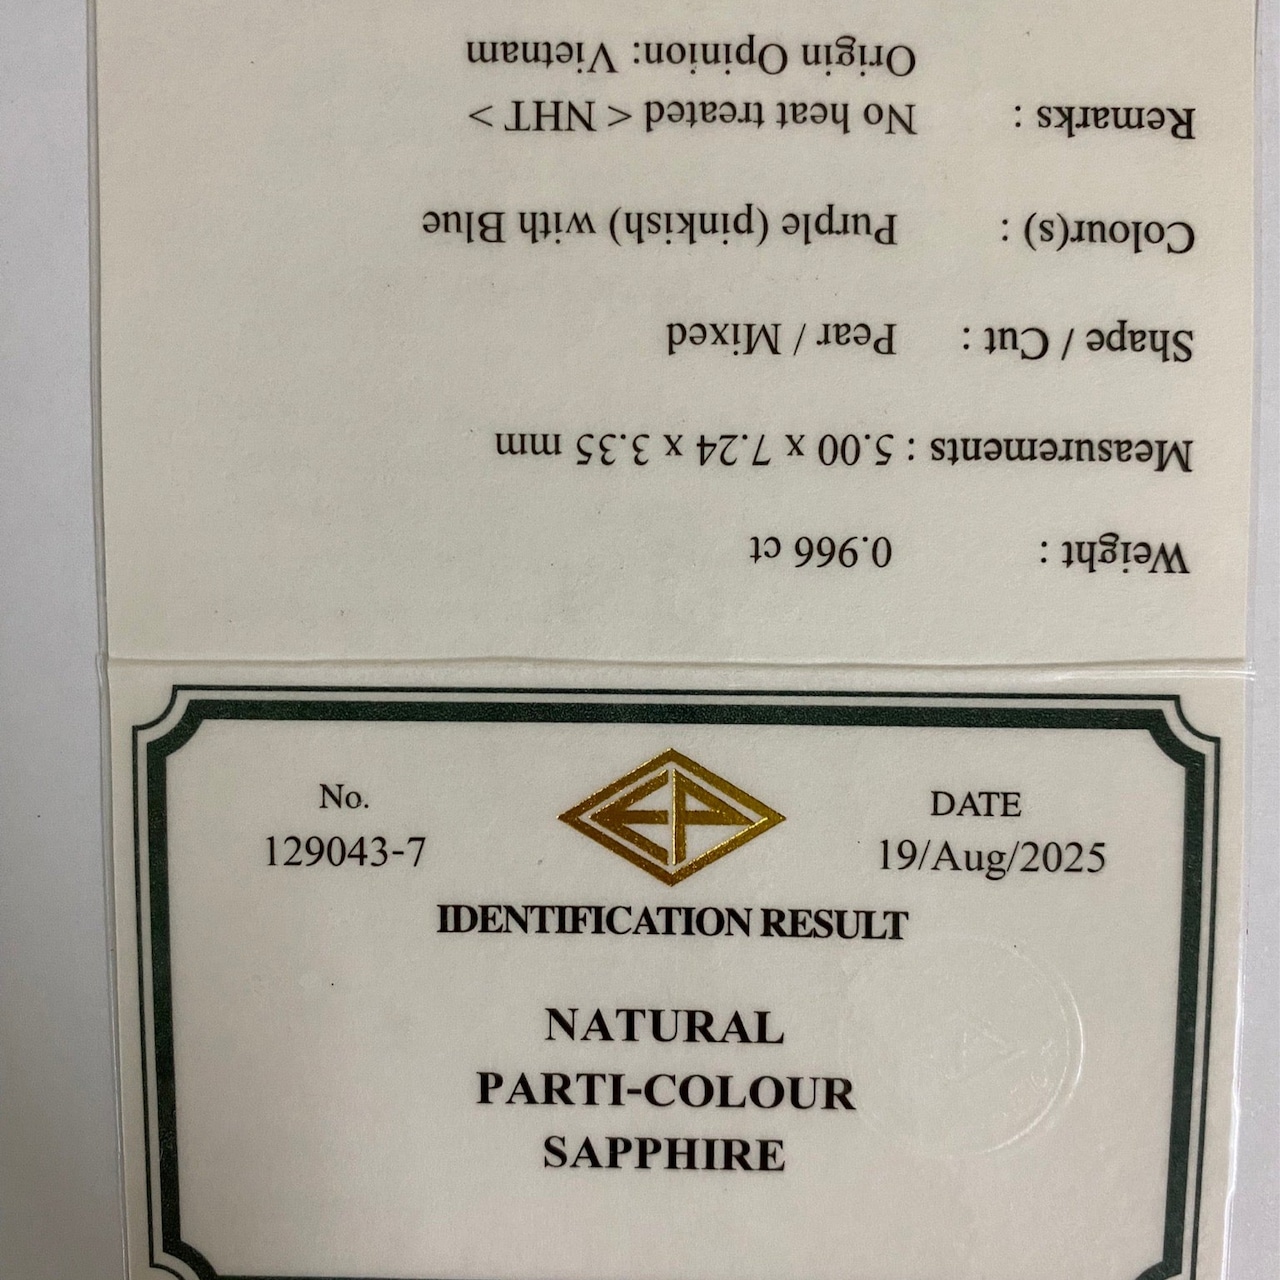 Weight : 0.966 ct
Measurements : 5.00 x 7.24 x 3.35 mm
Shape / Cut : Pear / Mixed
Colour(s) : Purple (pinkish) with Blue
Remarks : No heat treated < NHT >
Origin Opinion: Vietnam
No. DATE
129043-7 EP 19/Aug/2025
IDENTIFICATION RESULT
NATURAL
PARTI-COLOUR
SAPPHIRE